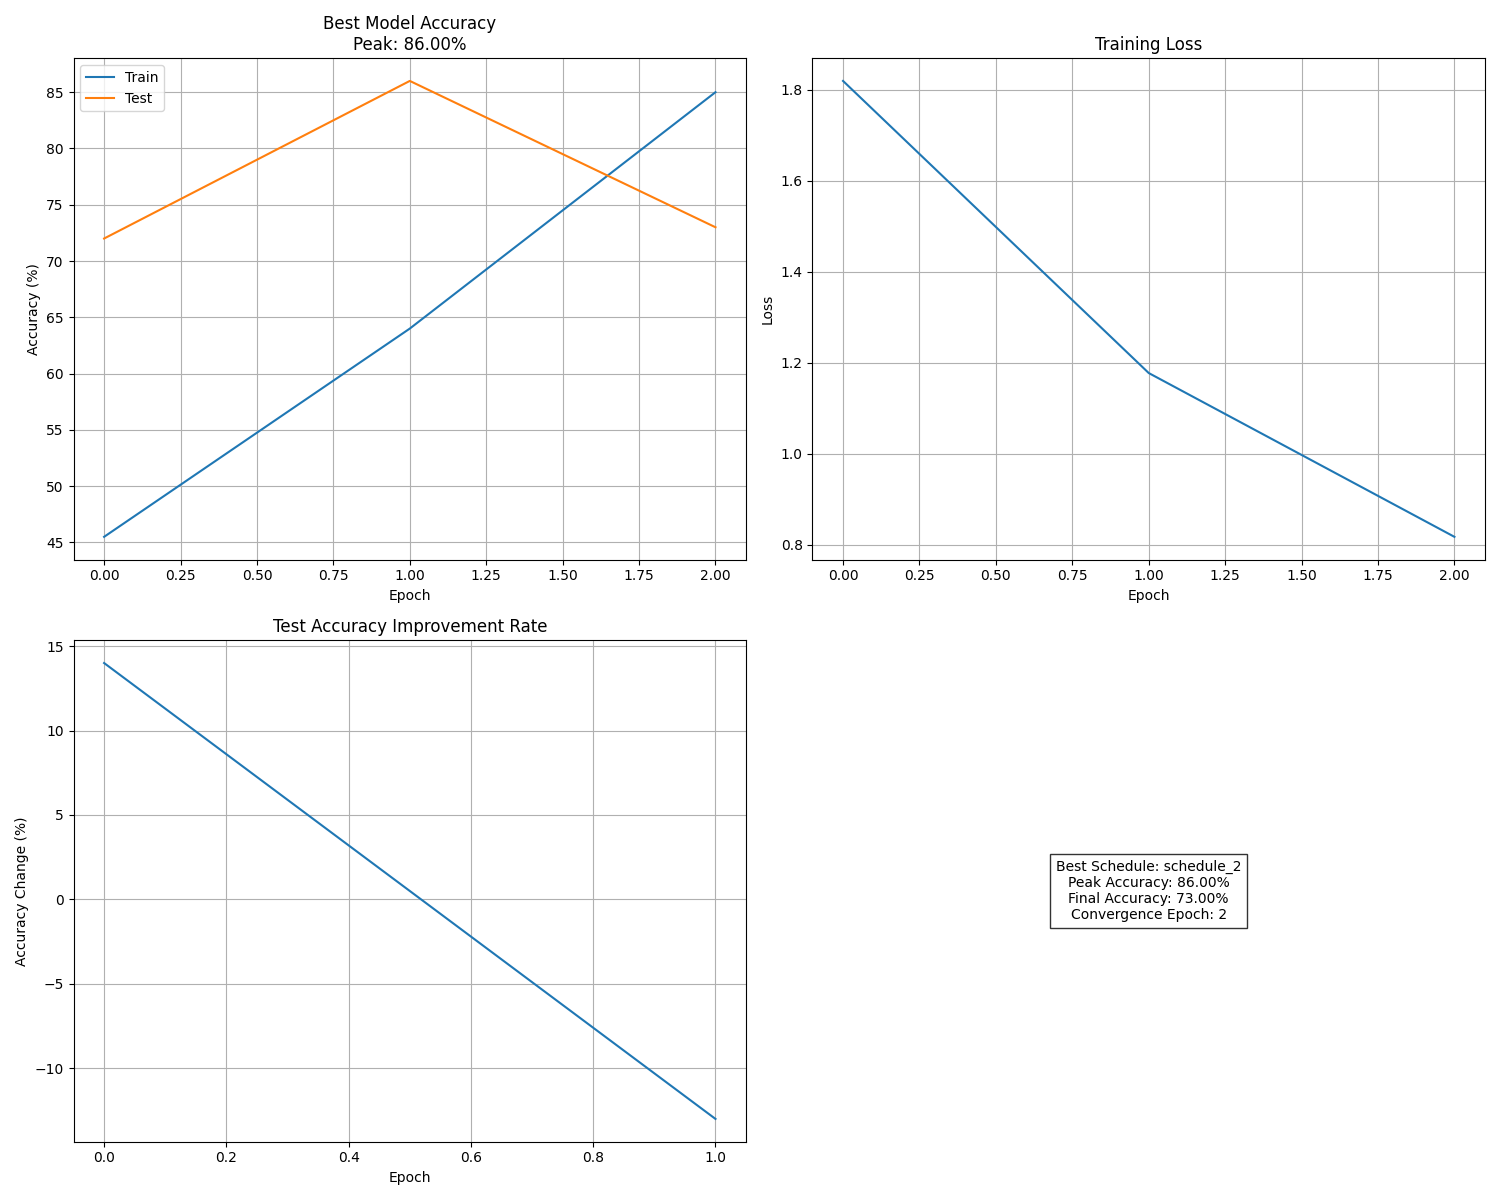 Best Model Accuracy
Peak: 86.00%
Train
Test
85
80
75
70
65
60
55
50
45
Accuracy (%)
0.00 0.25 0.50 0.75 1.00 1.25 1.50 1.75 2.00
Epoch
Training Loss
1.8
1.6
1.4
1.2
1.0
0.8
Loss
0.00 0.25 0.50 0.75 1.00 1.25 1.50 1.75 2.00
Epoch
Test Accuracy Improvement Rate
15
10
5
0
−5
−10
Accuracy Change (%)
0.0 0.2 0.4 0.6 0.8 1.0
Epoch
Best Schedule: schedule_2
Peak Accuracy: 86.00%
Final Accuracy: 73.00%
Convergence Epoch: 2